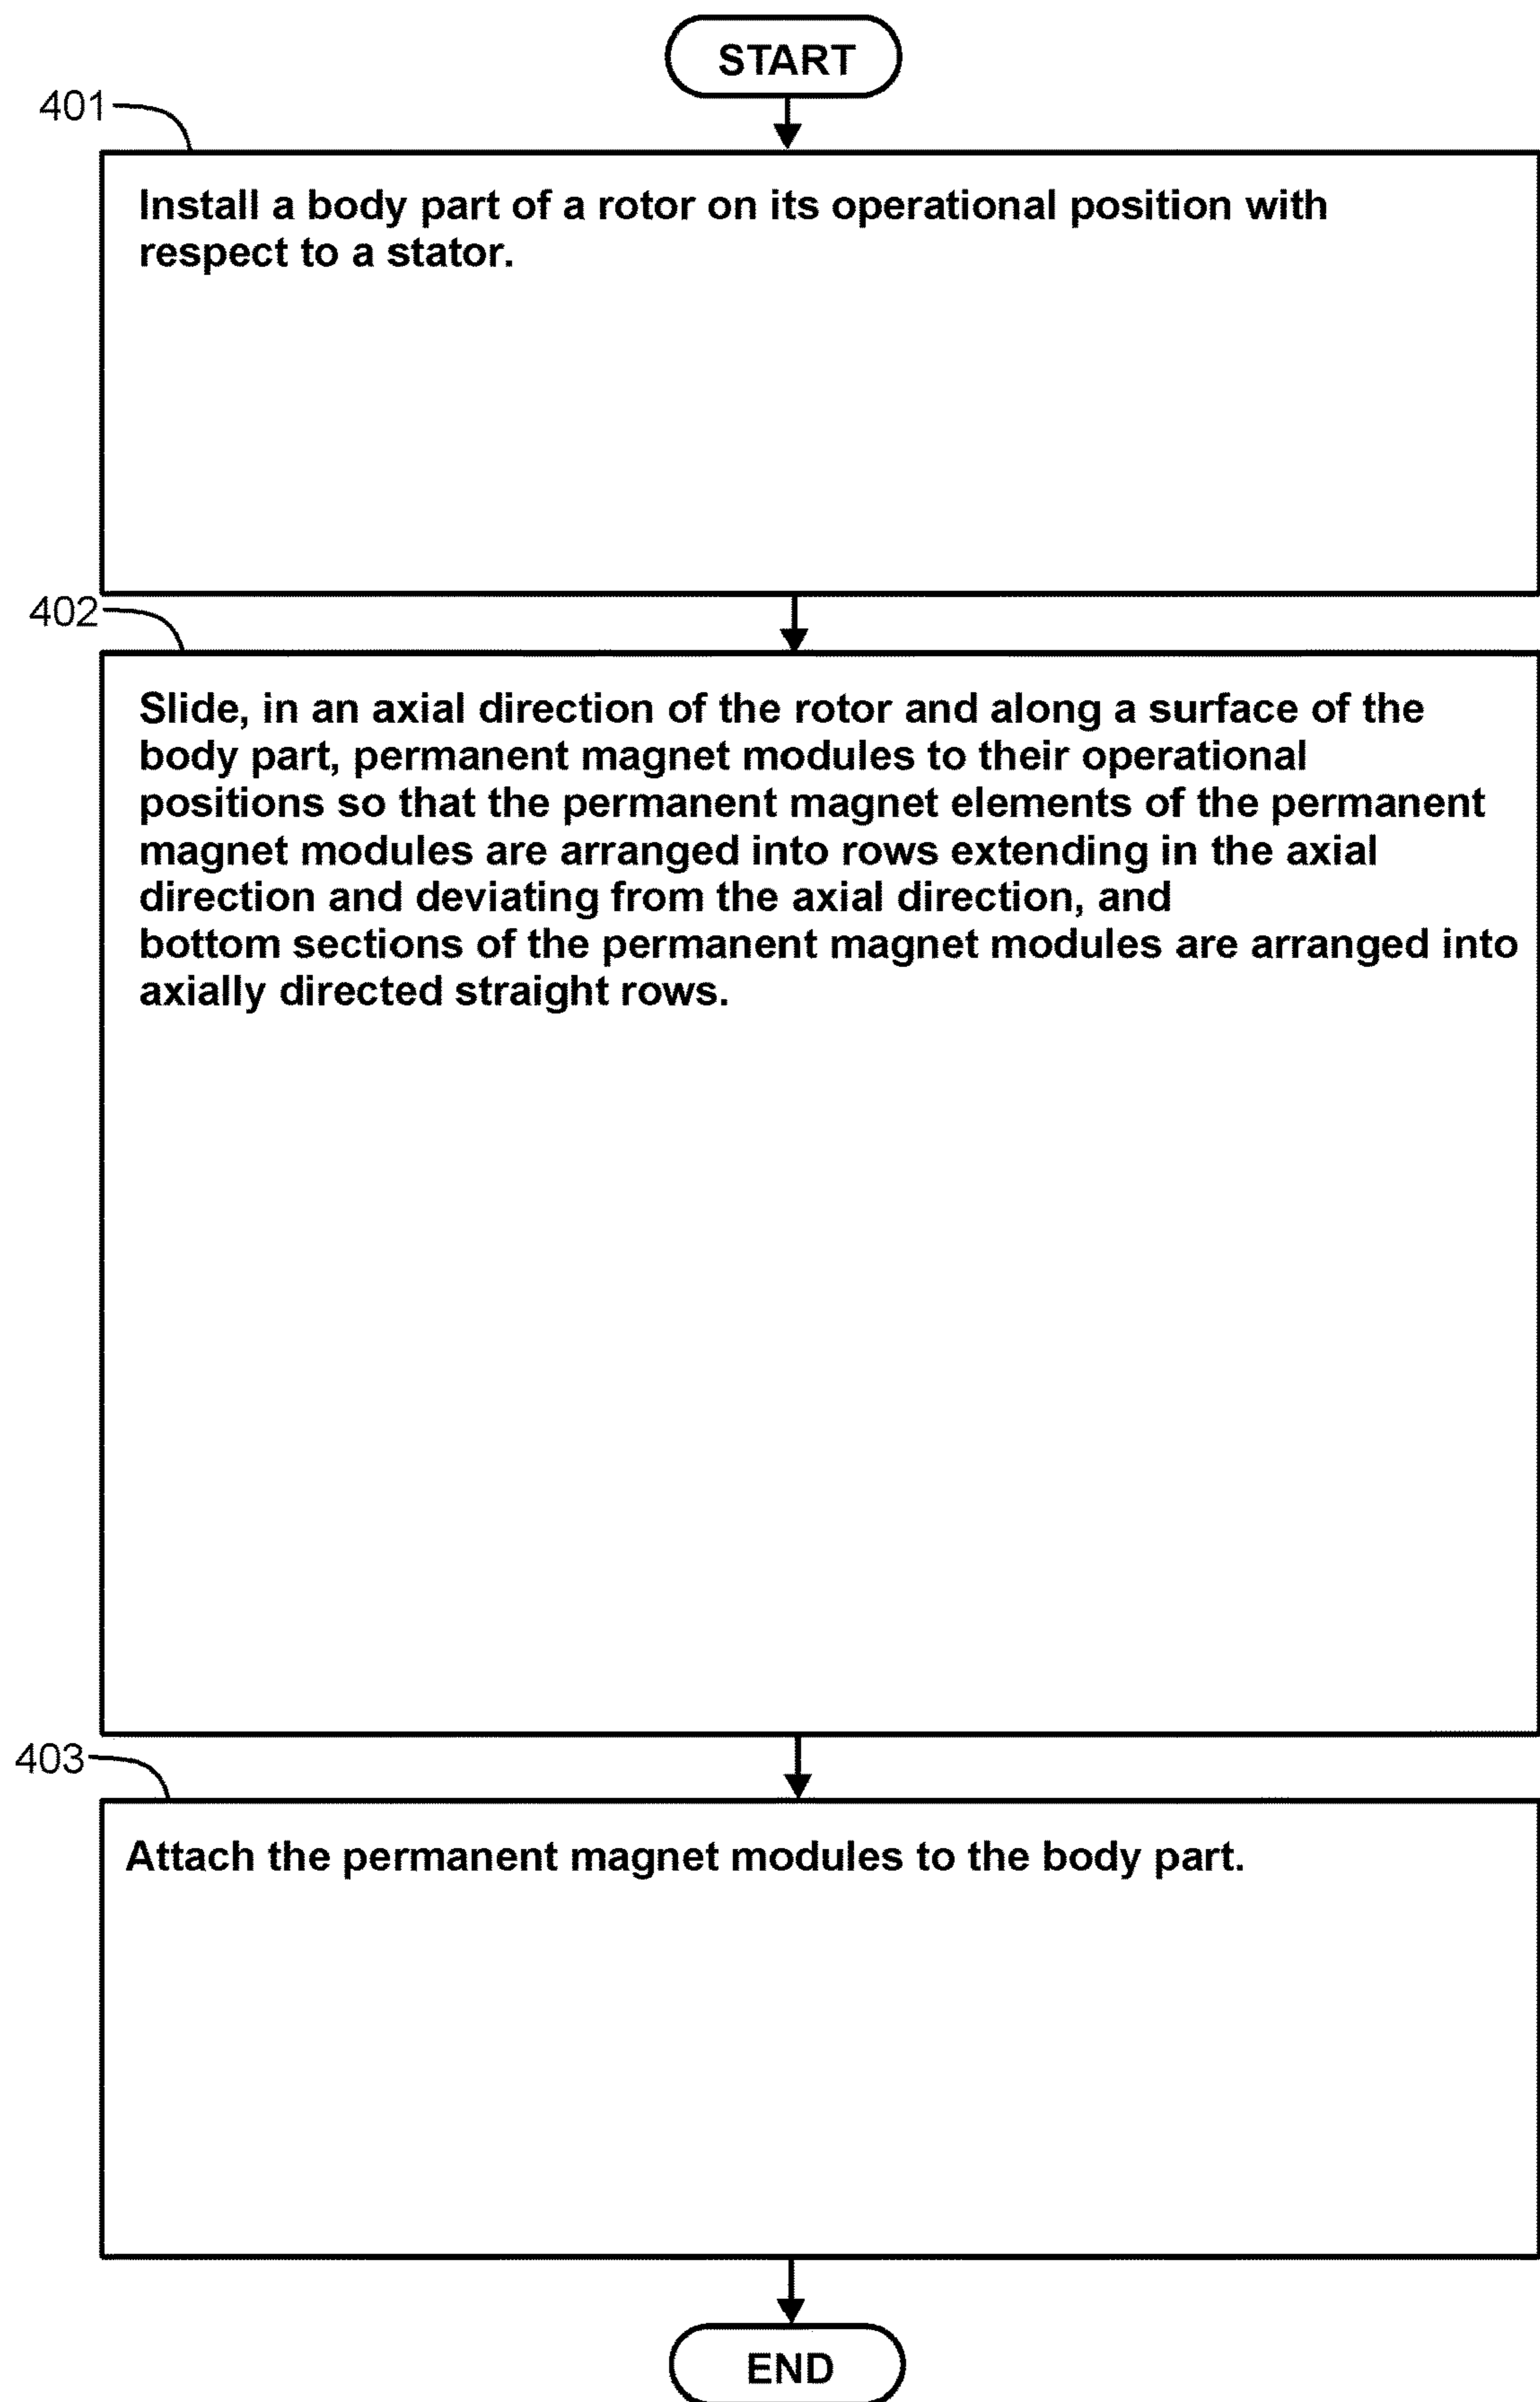 START
401
Install a body part of a rotor on its operational position with
respect to a stator.
402
Slide, in an axial direction of the rotor and along a surface of the
body part, permanent magnet modules to their operational
positions so that the permanent magnet elements of the permanent
magnet modules are arranged into rows extending in the axial
direction and deviating from the axial direction, and
bottom sections of the permanent magnet modules are arranged into
axially directed straight rows.
403
Attach the permanent magnet modules to the body part.
END